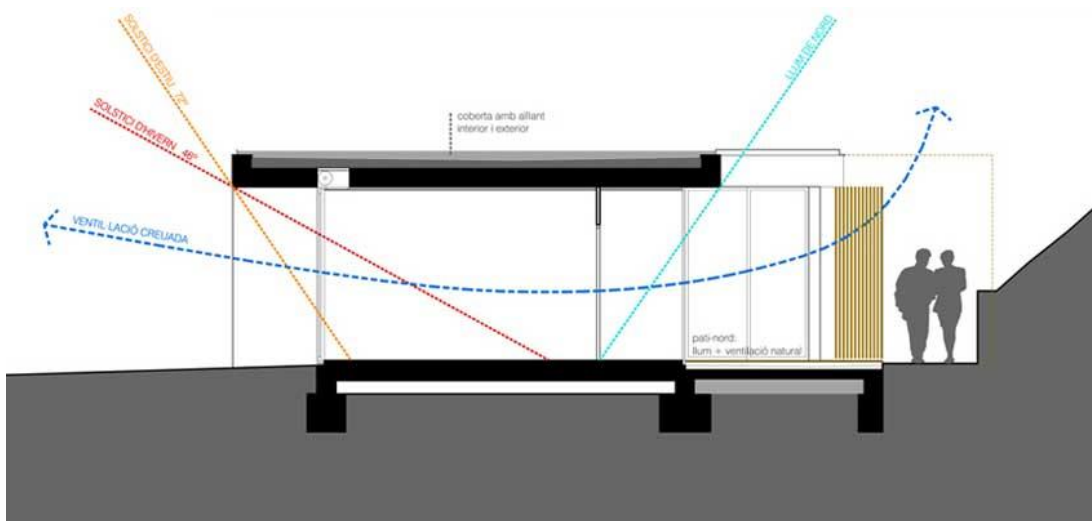 SOLSTICI D'ESTIU 72º
SOLSTICI D'HIVERN 46º
LLUM DE NORD
coberta amb aïllant
interior i exterior
VENTIL·LACIÓ CREUADA
pati-nord:
llum + ventilació natural